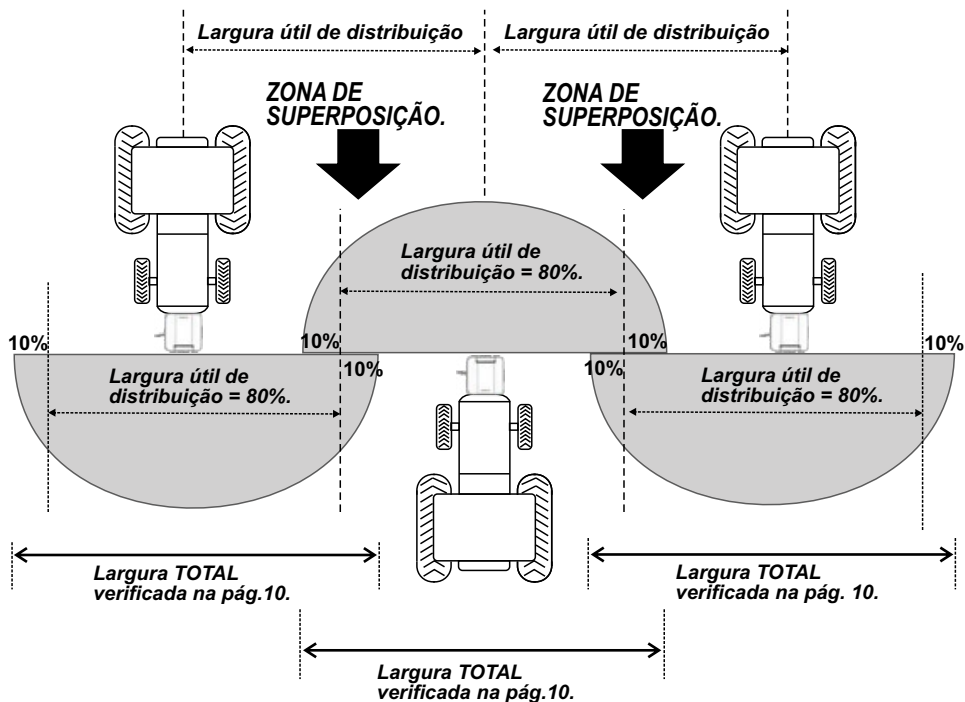 Largura útil de distribuição
Largura útil de distribuição
ZONA DE
SUPERPOSIÇÃO.
ZONA DE
SUPERPOSIÇÃO.
Largura útil de
distribuição = 80%.
10%
10%
10%
10%
10%
10%
Largura útil de
distribuição = 80%.
Largura útil de
distribuição = 80%.
Largura TOTAL
verificada na pág.10.
Largura TOTAL
verificada na pág. 10.
Largura TOTAL
verificada na pág.10.